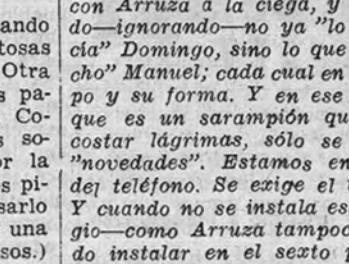 ando
tosas
Otra
s pa-
Co-
s so-
or la
s pi-
sarlo
una
sos.)
con Arruza a la ciega, y
do—ignorando—no ya "lo
cía" Domingo, sino lo que
cho" Manuel; cada cual en
po y su forma. Y en ese
que es un sarampión qu
costar lágrimas, sólo se
"novedades". Estamos en
del teléfono. Se exige el
Y cuando no se instala es
gio—como Arruza tampoc
do instalar en el sexto p